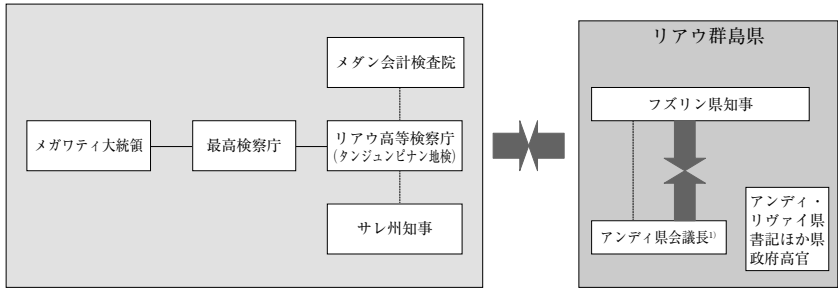 メダン会計検査院
メガワティ大統領
最高検察庁
リアウ高等検察庁
(タンジュンピナン地検)
サレ州知事
リアウ群島県
フズリン県知事
アンディ県会議長1)
アンディ・
リヴァイ県
書記ほか県
政府高官